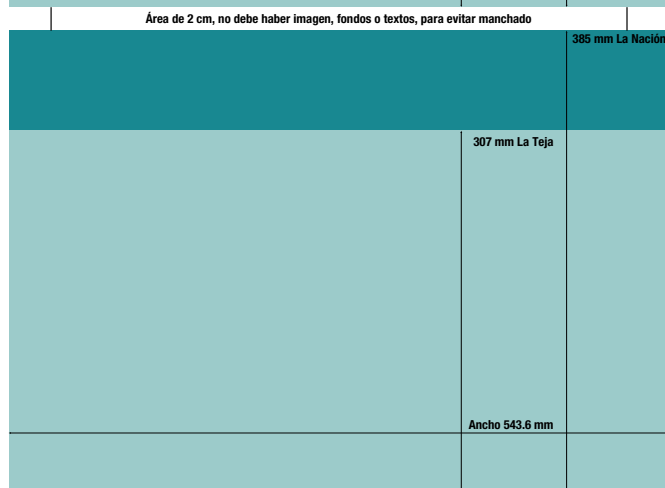 Área de 2 cm, no debe haber imagen, fondos o textos, para evitar manchado
385 mm La Nación
307 mm La Teja
Ancho 543.6 mm